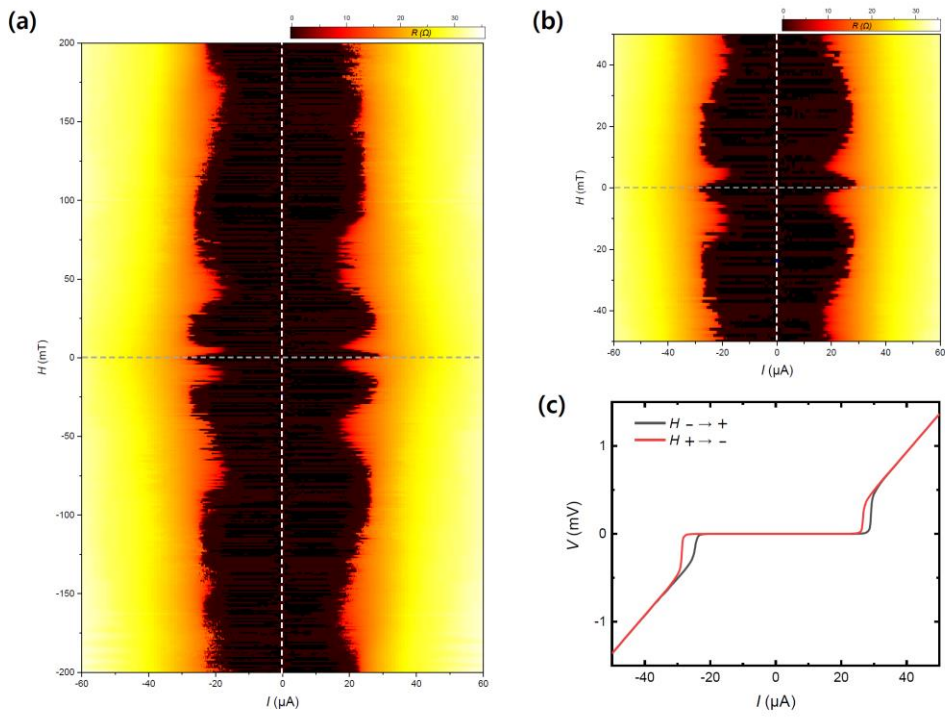 (a)
0 10 20 30
R (Ω)
200
150
100
50
0
-50
-100
-150
-200
H (mT)
-60 -40 -20 0 20 40 60
I (µA)
(b)
0 10 20 30
R (Ω)
40
20
0
-20
-40
H (mT)
-60 -40 -20 0 20 40 60
I (µA)
(c)
H − → +
H + → −
1
0
-1
V (mV)
-40 -20 0 20 40
I (µA)